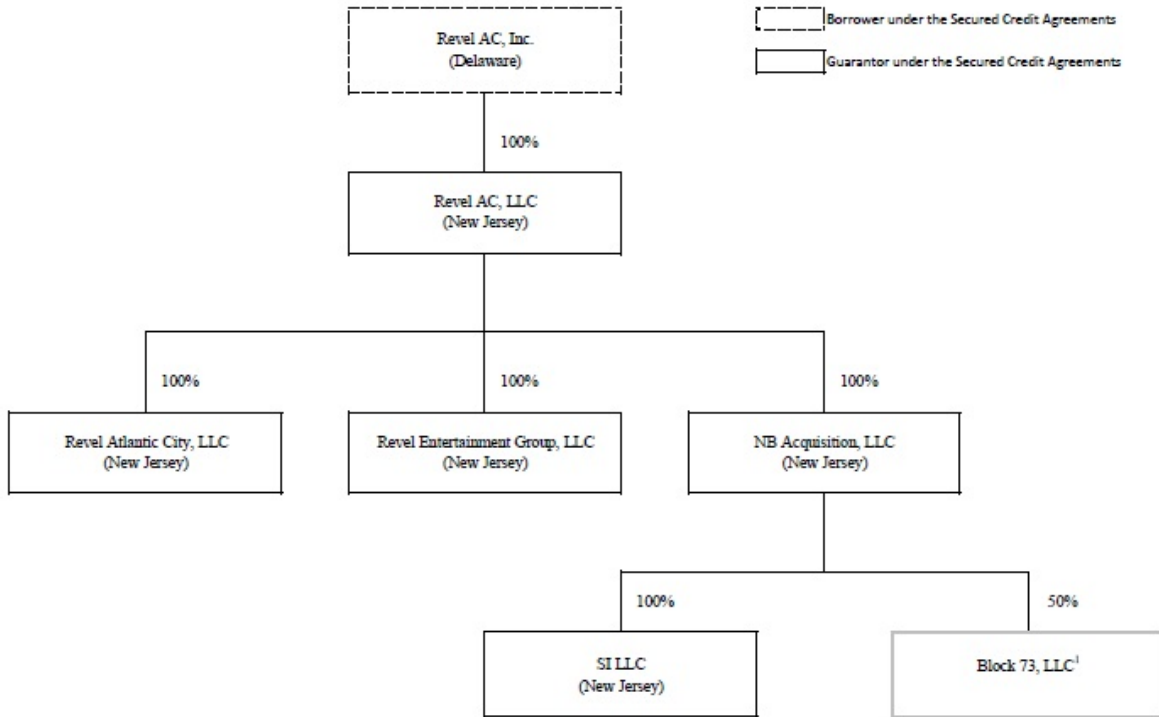 Revel AC, Inc.
(Delaware)
Borrower under the Secured Credit Agreements
Guarantor under the Secured Credit Agreements
100%
Revel AC, LLC
(New Jersey)
100%
100%
100%
Revel Atlantic City, LLC
(New Jersey)
Revel Entertainment Group, LLC
(New Jersey)
NB Acquisition, LLC
(New Jersey)
100%
50%
SI LLC
(New Jersey)
Block 73, LLC¹